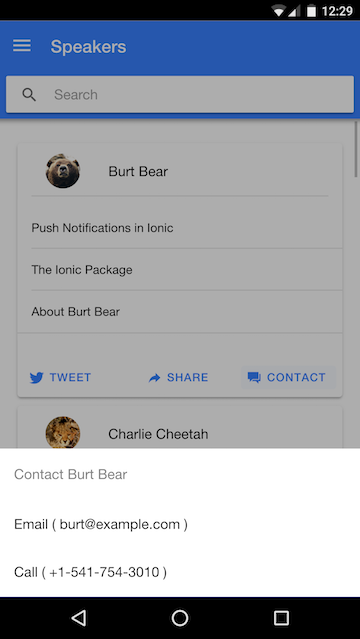 12:29
Speakers
Search
Burt Bear
Push Notifications in Ionic
The Ionic Package
About Burt Bear
TWEET SHARE CONTACT
Charlie Cheetah
Contact Burt Bear
Email ( burt@example.com )
Call ( +1-541-754-3010 )